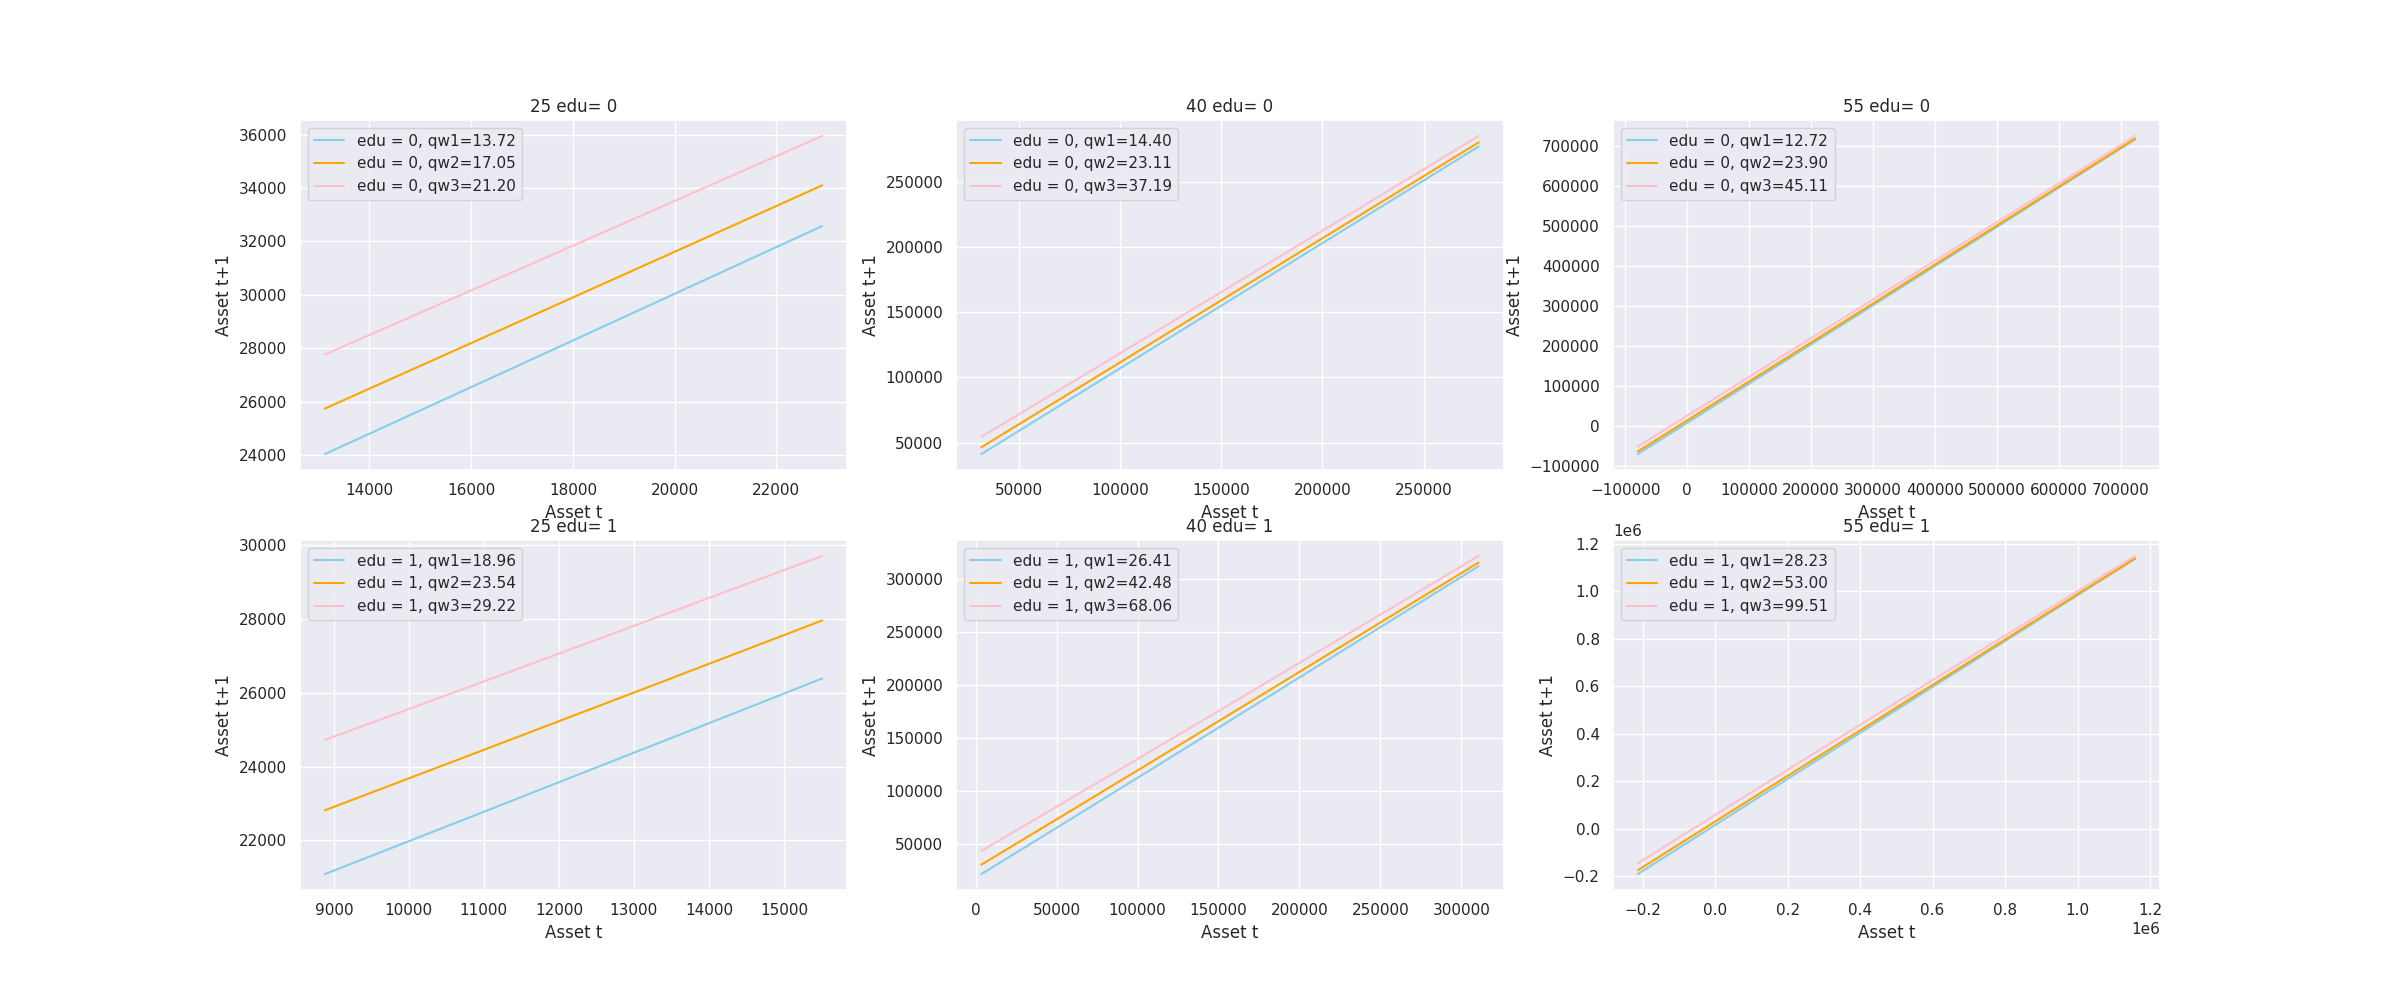 25 edu= 0
edu = 0, qw1=13.72
edu = 0, qw2=17.05
edu = 0, qw3=21.20
36000
34000
32000
30000
28000
26000
24000
Asset t+1
14000 16000 18000 20000 22000
Asset t
40 edu= 0
edu = 0, qw1=14.40
edu = 0, qw2=23.11
edu = 0, qw3=37.19
250000
200000
150000
100000
50000
Asset t+1
50000 100000 150000 200000 250000
Asset t
55 edu= 0
edu = 0, qw1=12.72
edu = 0, qw2=23.90
edu = 0, qw3=45.11
700000
600000
500000
400000
300000
200000
100000
0
−100000
Asset t+1
−100000 0 100000 200000 300000 400000 500000 600000 700000
Asset t
25 edu= 1
edu = 1, qw1=18.96
edu = 1, qw2=23.54
edu = 1, qw3=29.22
30000
28000
26000
24000
22000
Asset t+1
9000 10000 11000 12000 13000 14000 15000
Asset t
40 edu= 1
edu = 1, qw1=26.41
edu = 1, qw2=42.48
edu = 1, qw3=68.06
300000
250000
200000
150000
100000
50000
Asset t+1
0 50000 100000 150000 200000 250000 300000
Asset t
55 edu= 1
1e6
edu = 1, qw1=28.23
edu = 1, qw2=53.00
edu = 1, qw3=99.51
1.2
1.0
0.8
0.6
0.4
0.2
0.0
−0.2
Asset t+1
−0.2 0.0 0.2 0.4 0.6 0.8 1.0 1.2
1e6
Asset t